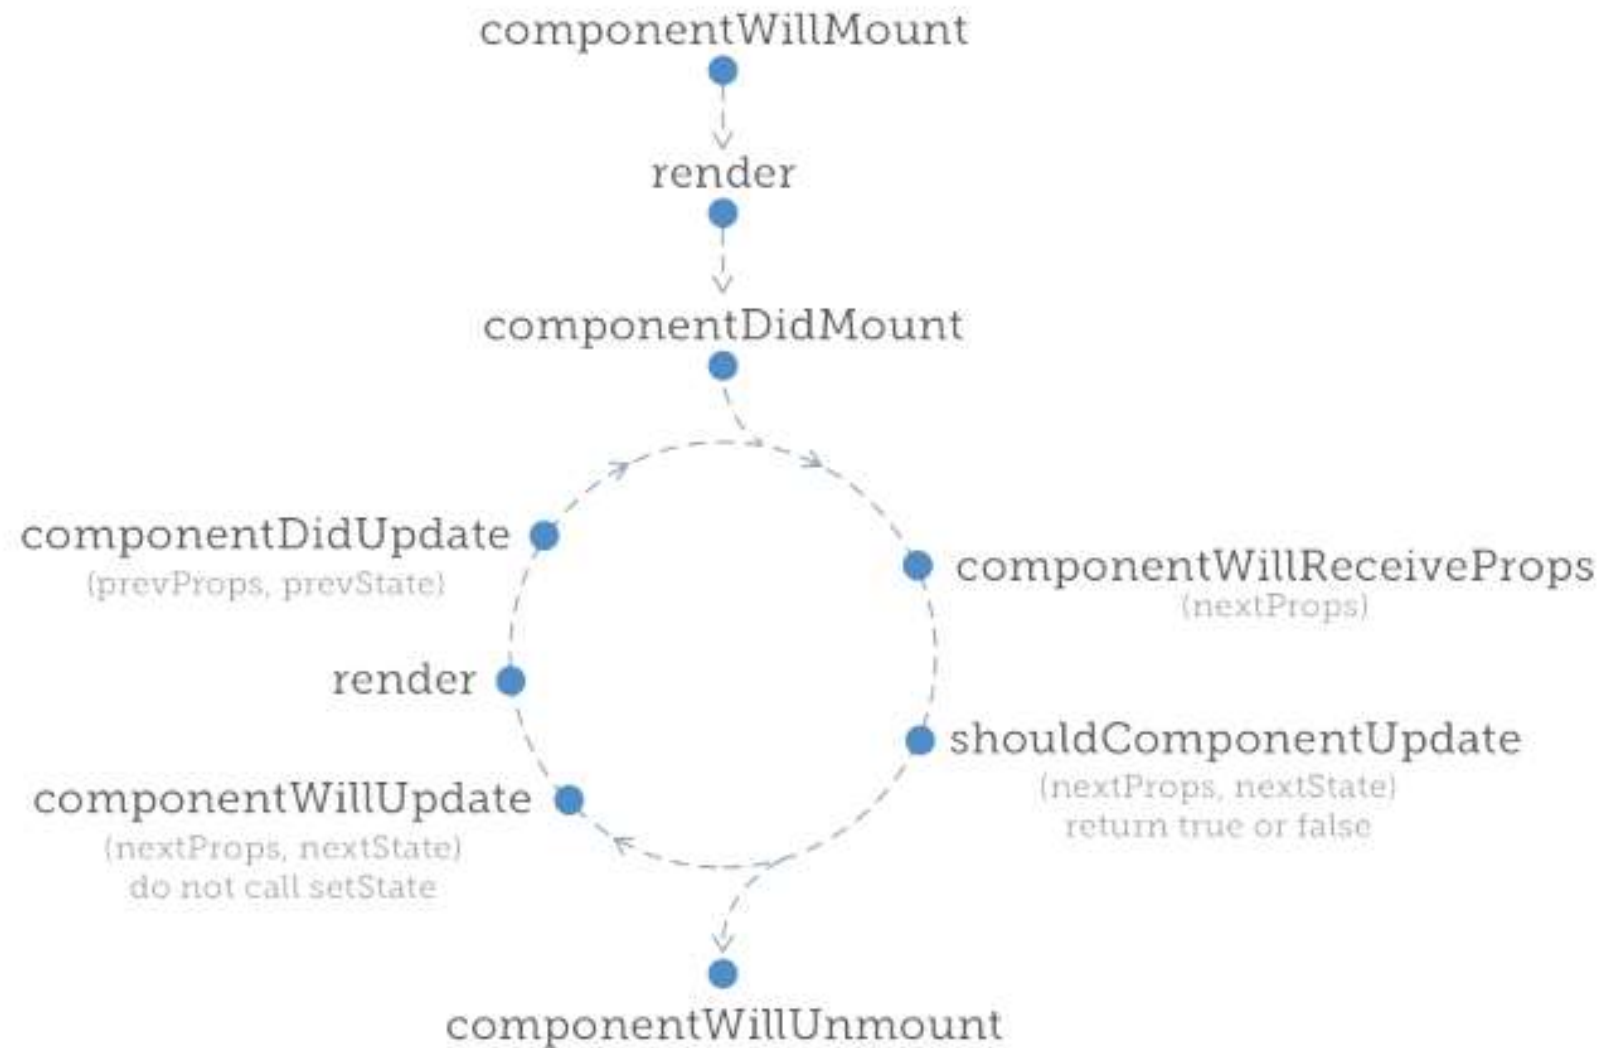 componentWillMount
render
componentDidMount
componentDidUpdate
(prevProps, prevState)
componentWillReceiveProps
(nextProps)
render
shouldComponentUpdate
(nextProps, nextState)
return true or false
componentWillUpdate
(nextProps, nextState)
do not call setState
componentWillUnmount